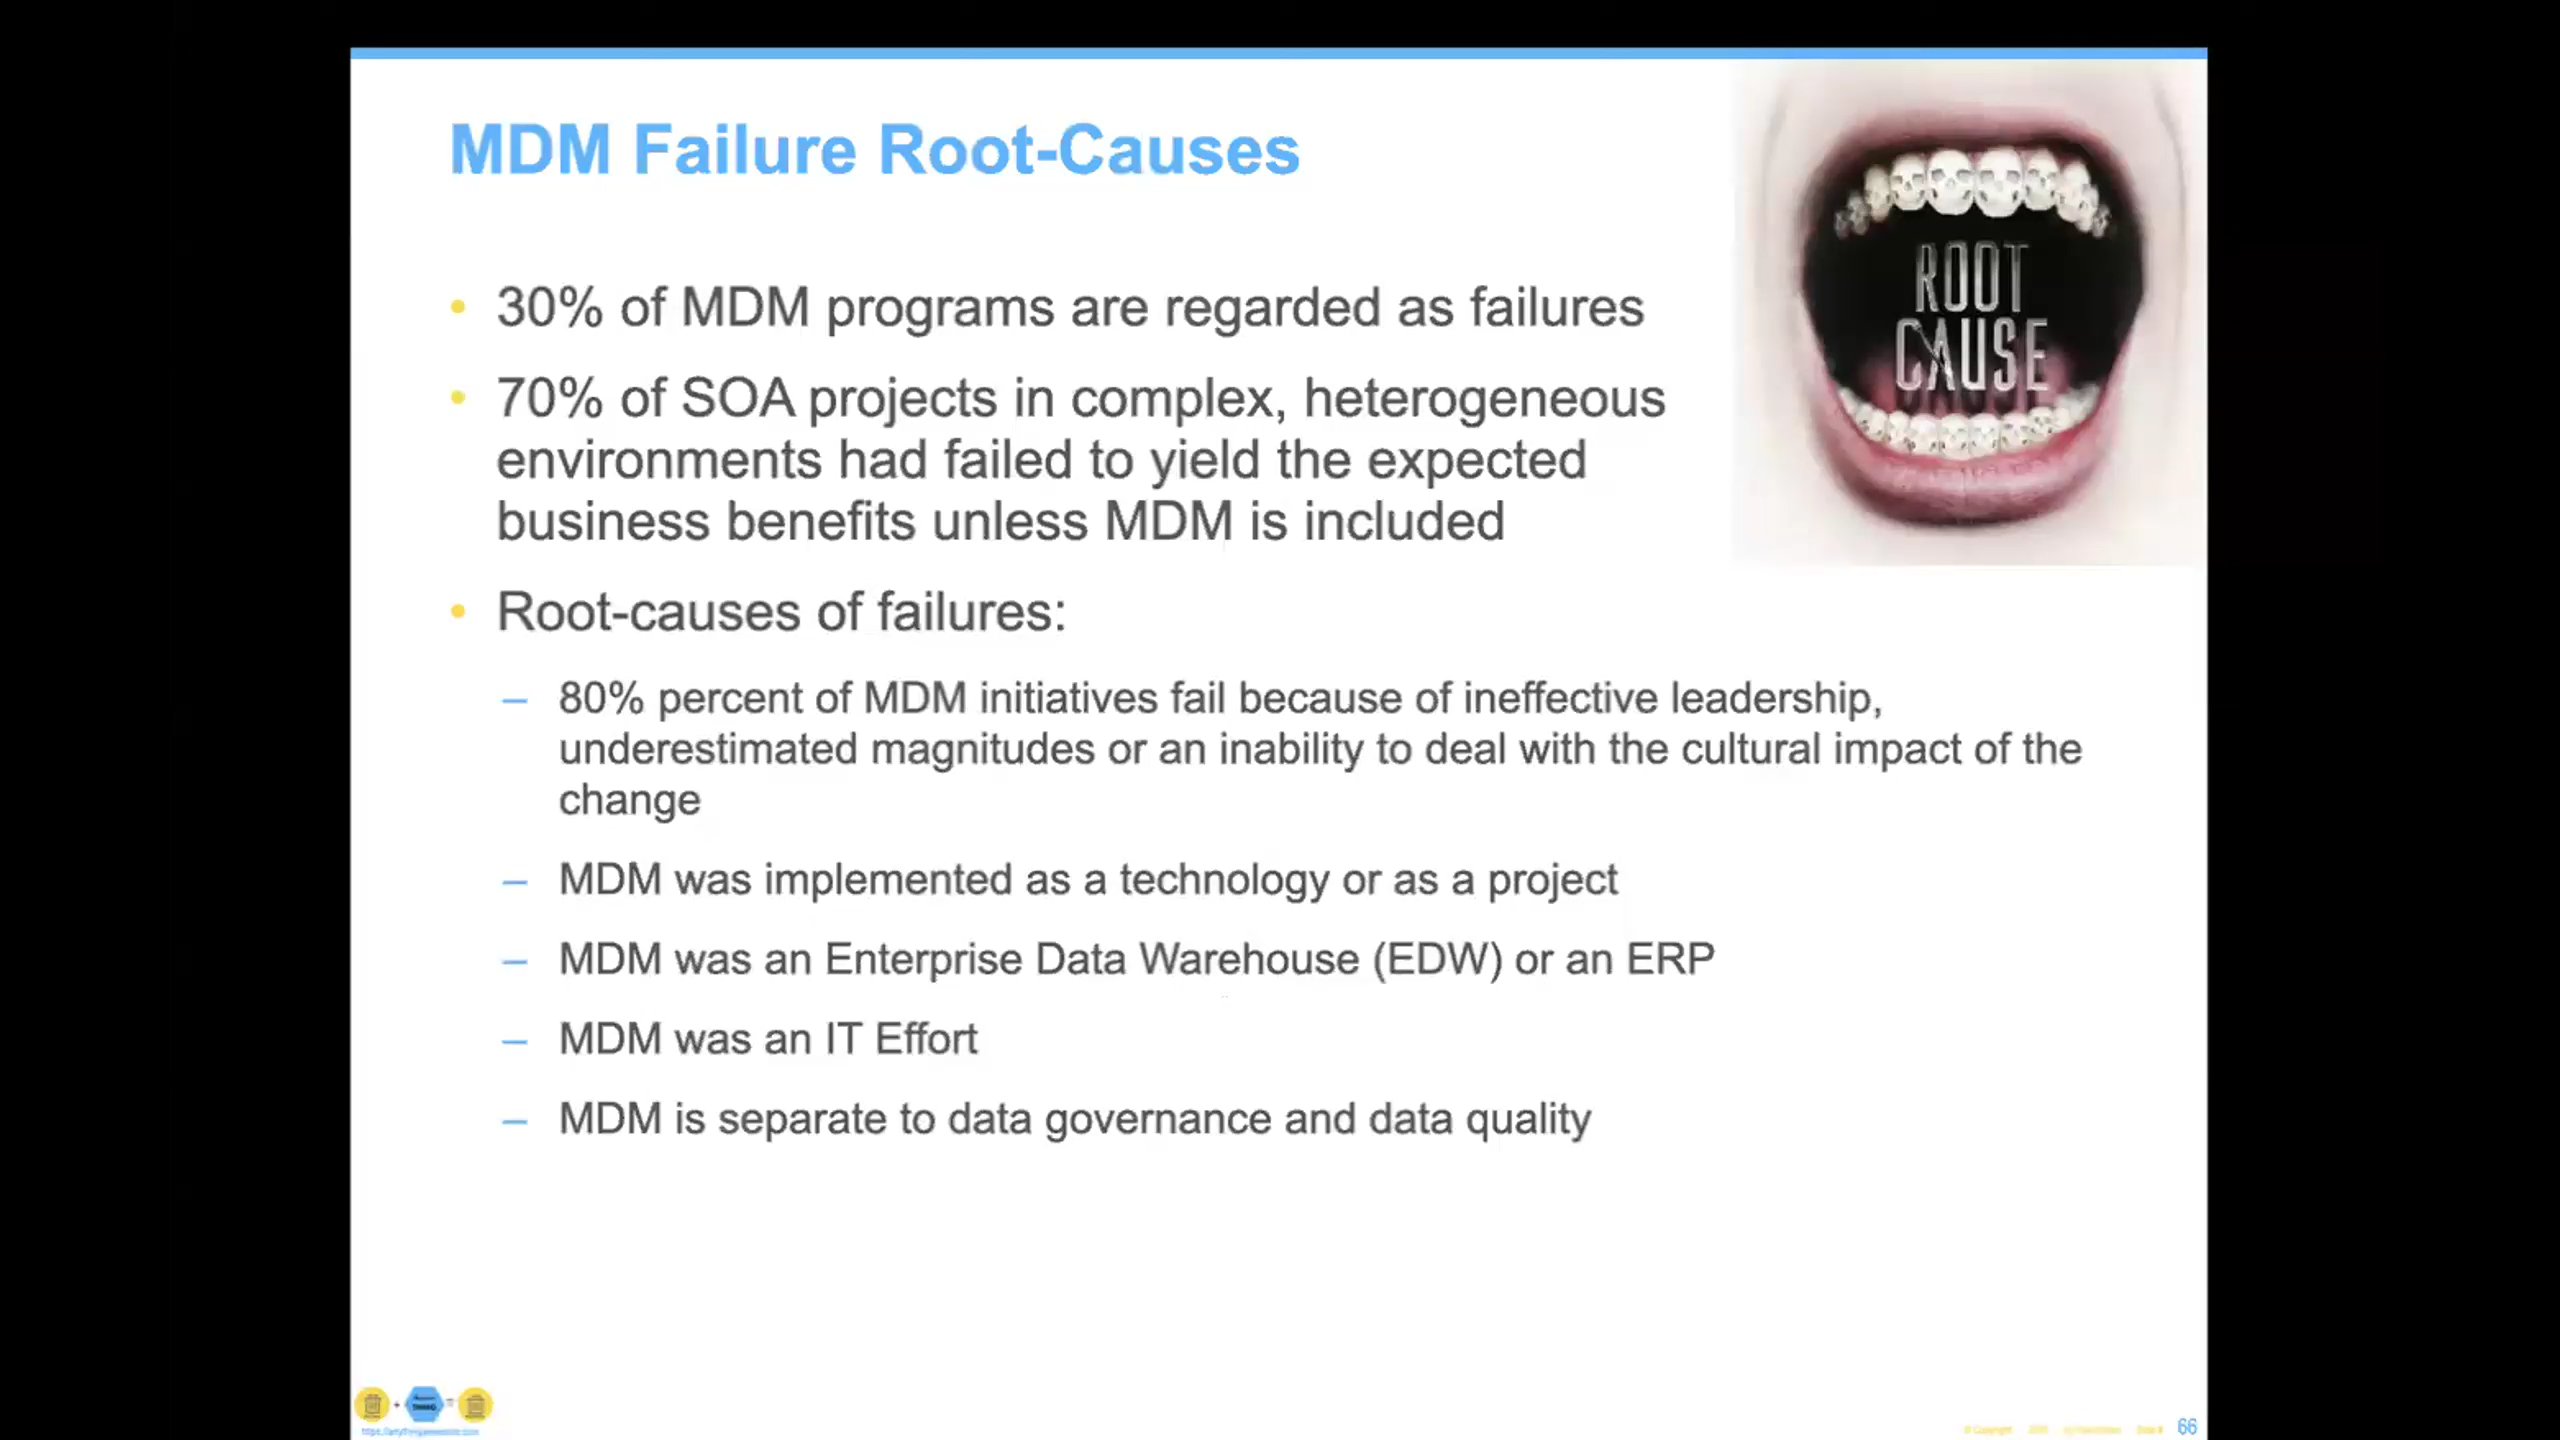 MDM Failure Root-Causes
ROOT
CAUSE
• 30% of MDM programs are regarded as failures
• 70% of SOA projects in complex, heterogeneous
environments had failed to yield the expected
business benefits unless MDM is included
• Root-causes of failures:
– 80% percent of MDM initiatives fail because of ineffective leadership,
underestimated magnitudes or an inability to deal with the cultural impact of the
change
– MDM was implemented as a technology or as a project
– MDM was an Enterprise Data Warehouse (EDW) or an ERP
– MDM was an IT Effort
– MDM is separate to data governance and data quality
66